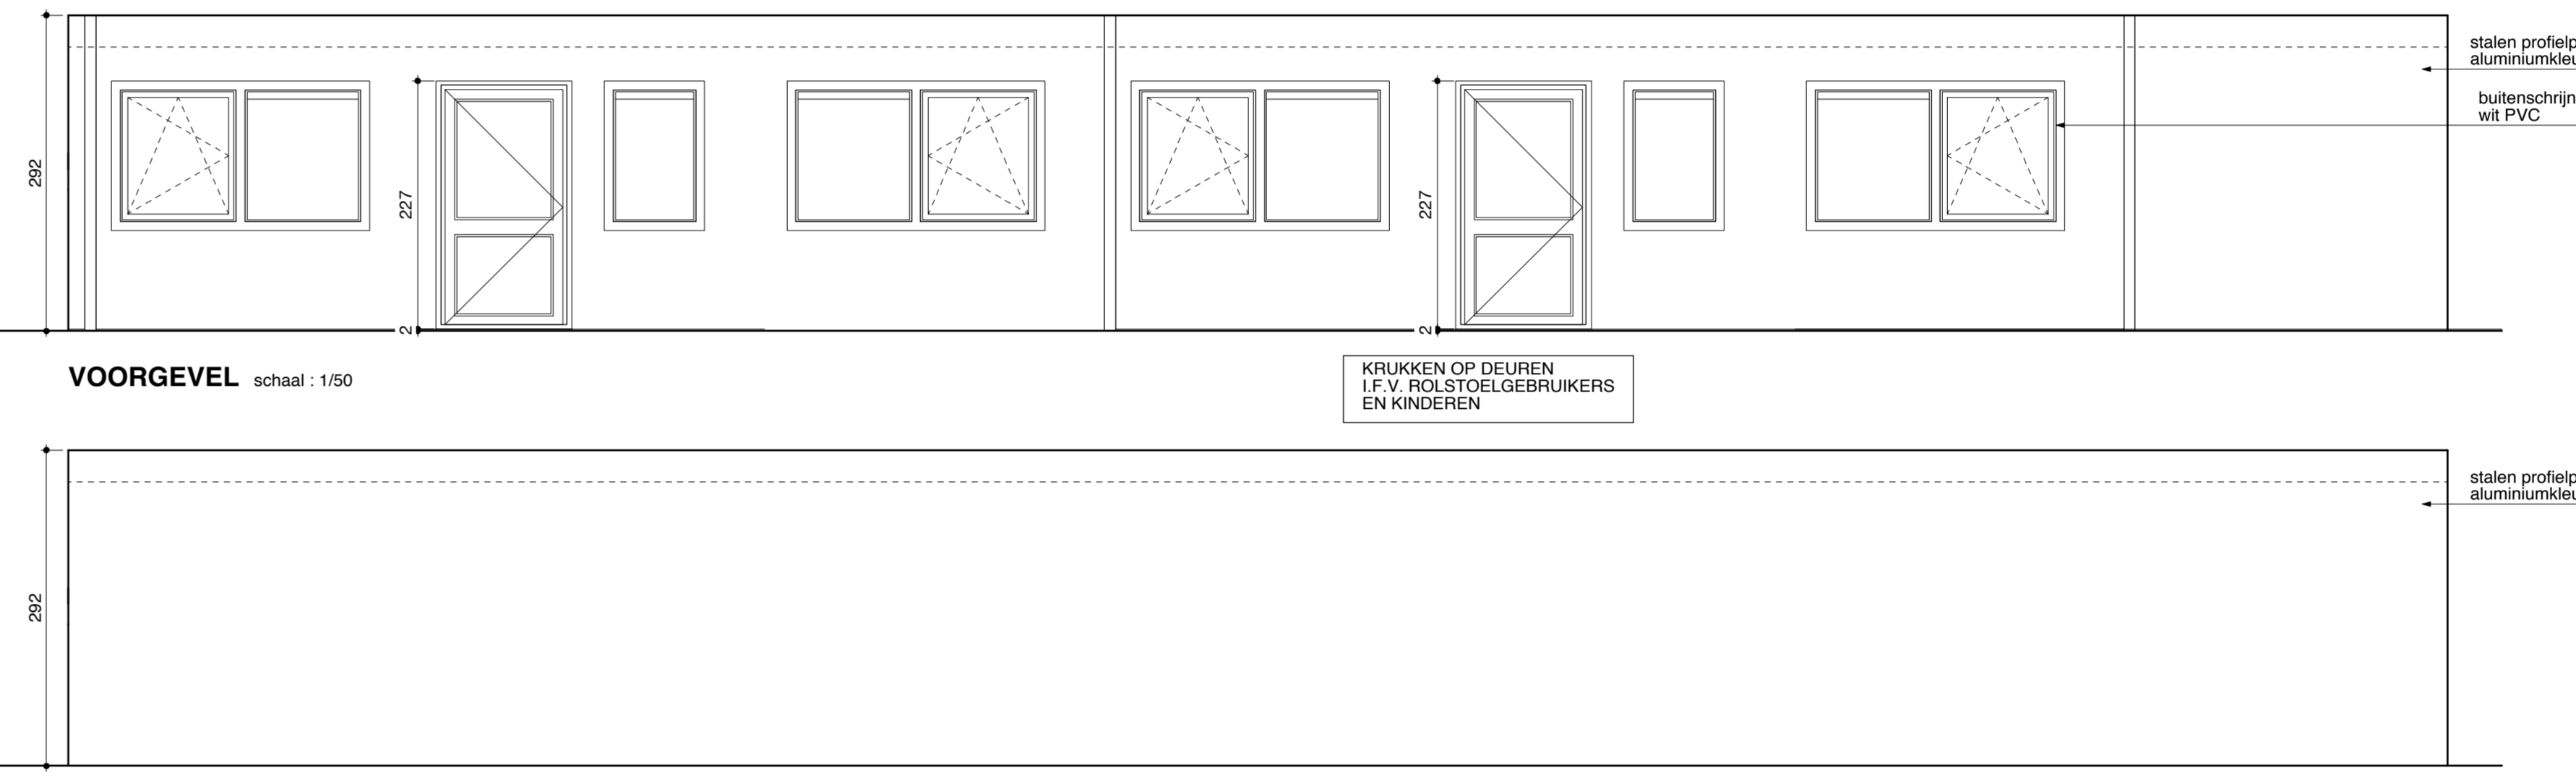 292
227
2
227
2
stalen
aluminiumkleu
buitenschrijn
wit PVC
VOORGEVEL schaal : 1/50
KRUKKEN OP DEUREN
I.F.V. ROLSTOELGEBRUIKERS
EN KINDEREN
292
stalen profielp
aluminiumkleu